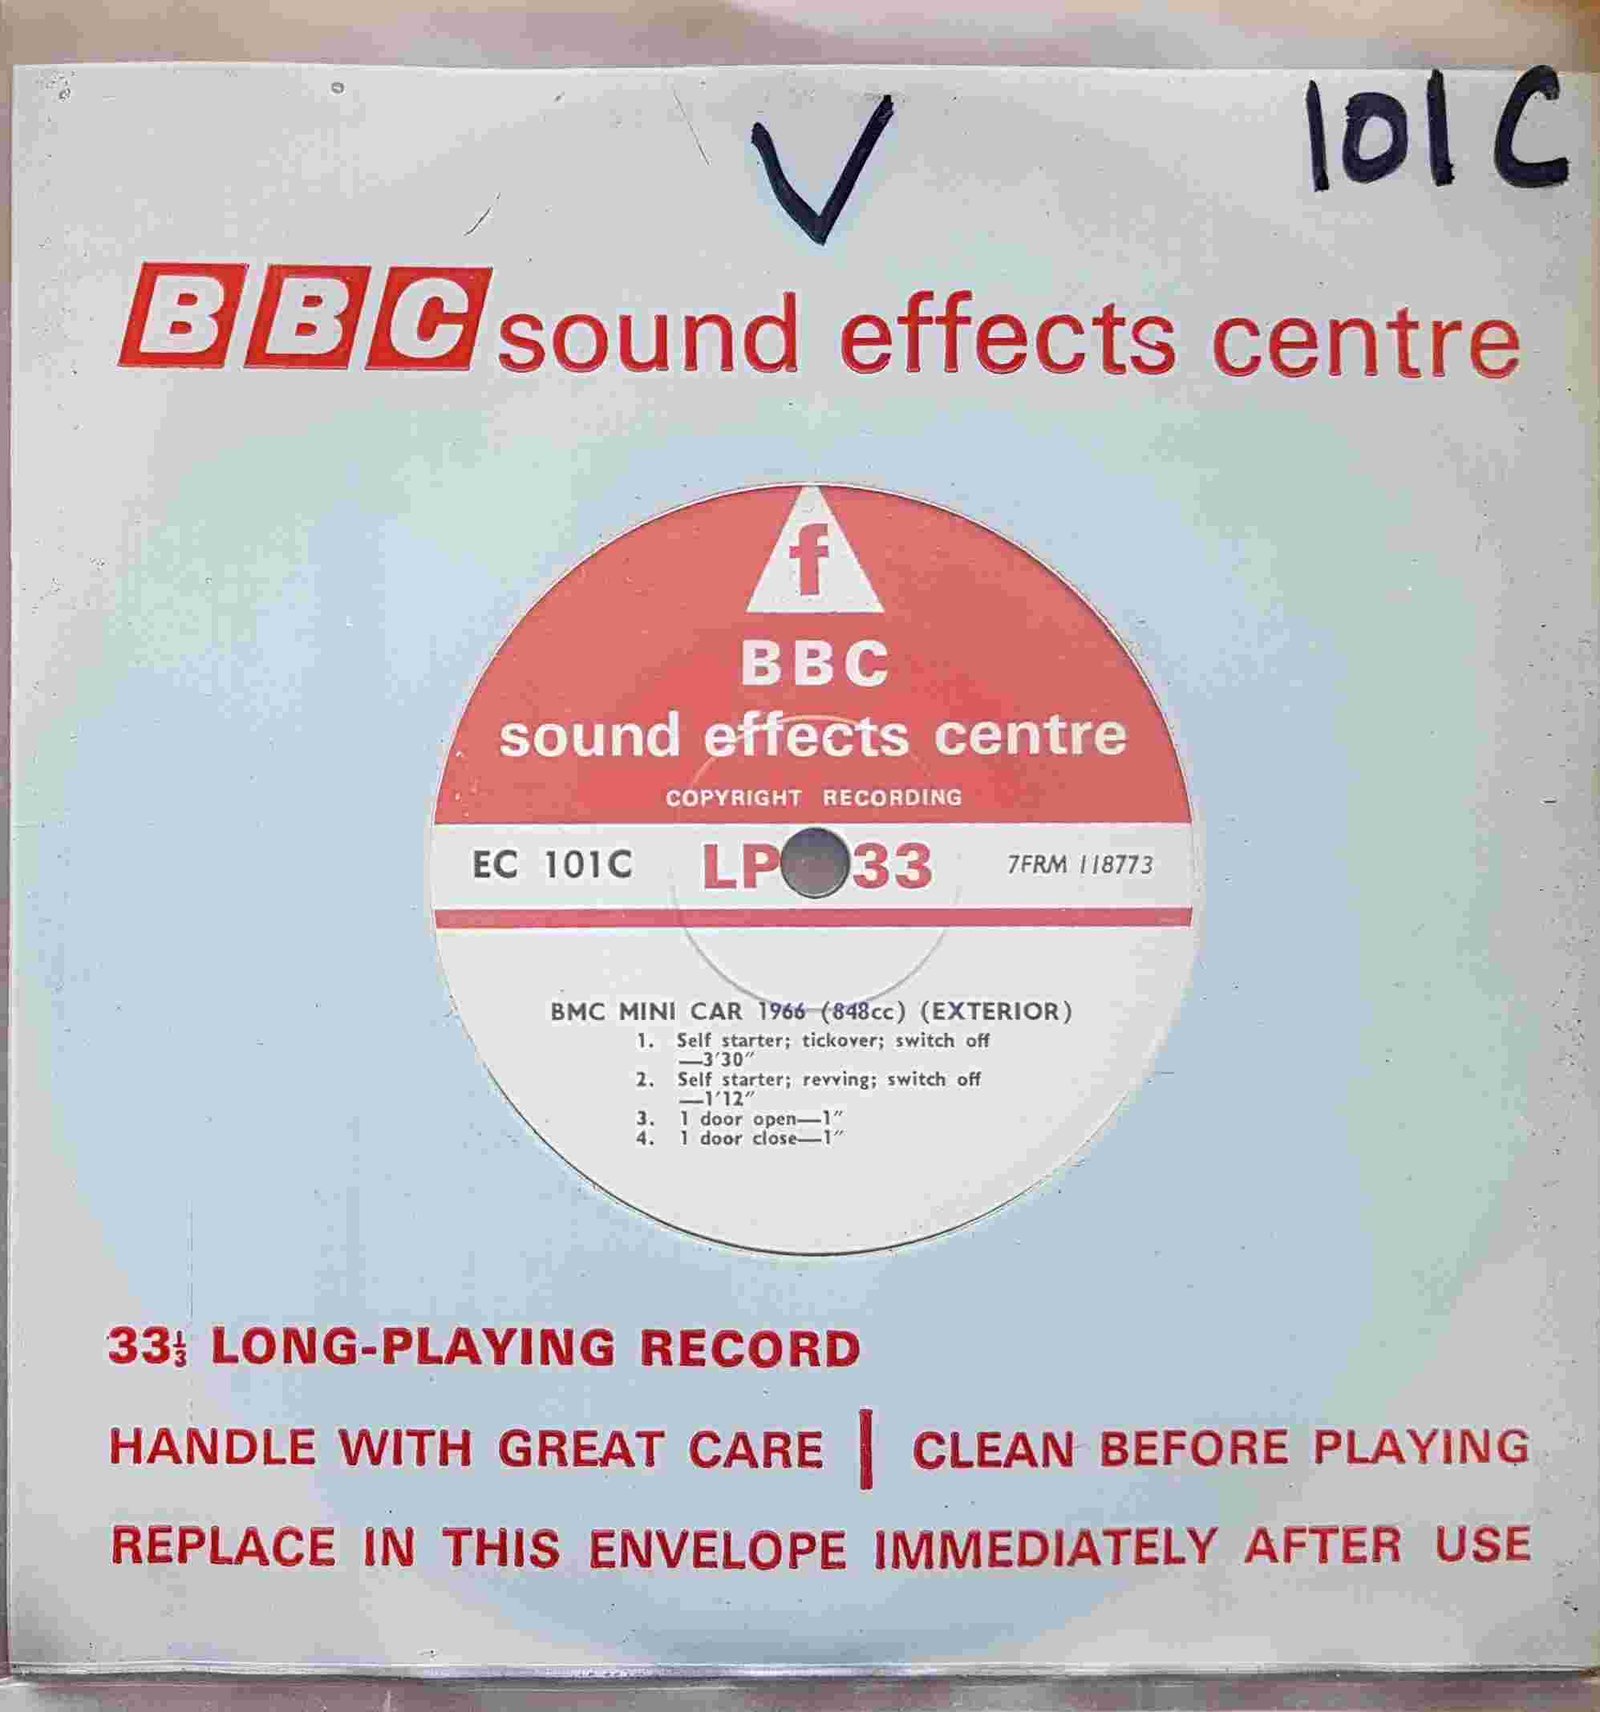 V
101C
BBC sound effects centre
f
BBC
sound effects centre
COPYRIGHT RECORDING
EC 101C LP 33 7FRM 118773
BMC MINI CAR 1966 (848cc) (EXTERIOR)
1. Self starter; tickover; switch off
—3'30"
2. Self starter; revving; switch off
—1'12"
3. 1 door open—1"
4. 1 door close—1"
33⅓ LONG-PLAYING RECORD
HANDLE WITH GREAT CARE | CLEAN BEFORE PLAYING
REPLACE IN THIS ENVELOPE IMMEDIATELY AFTER USE